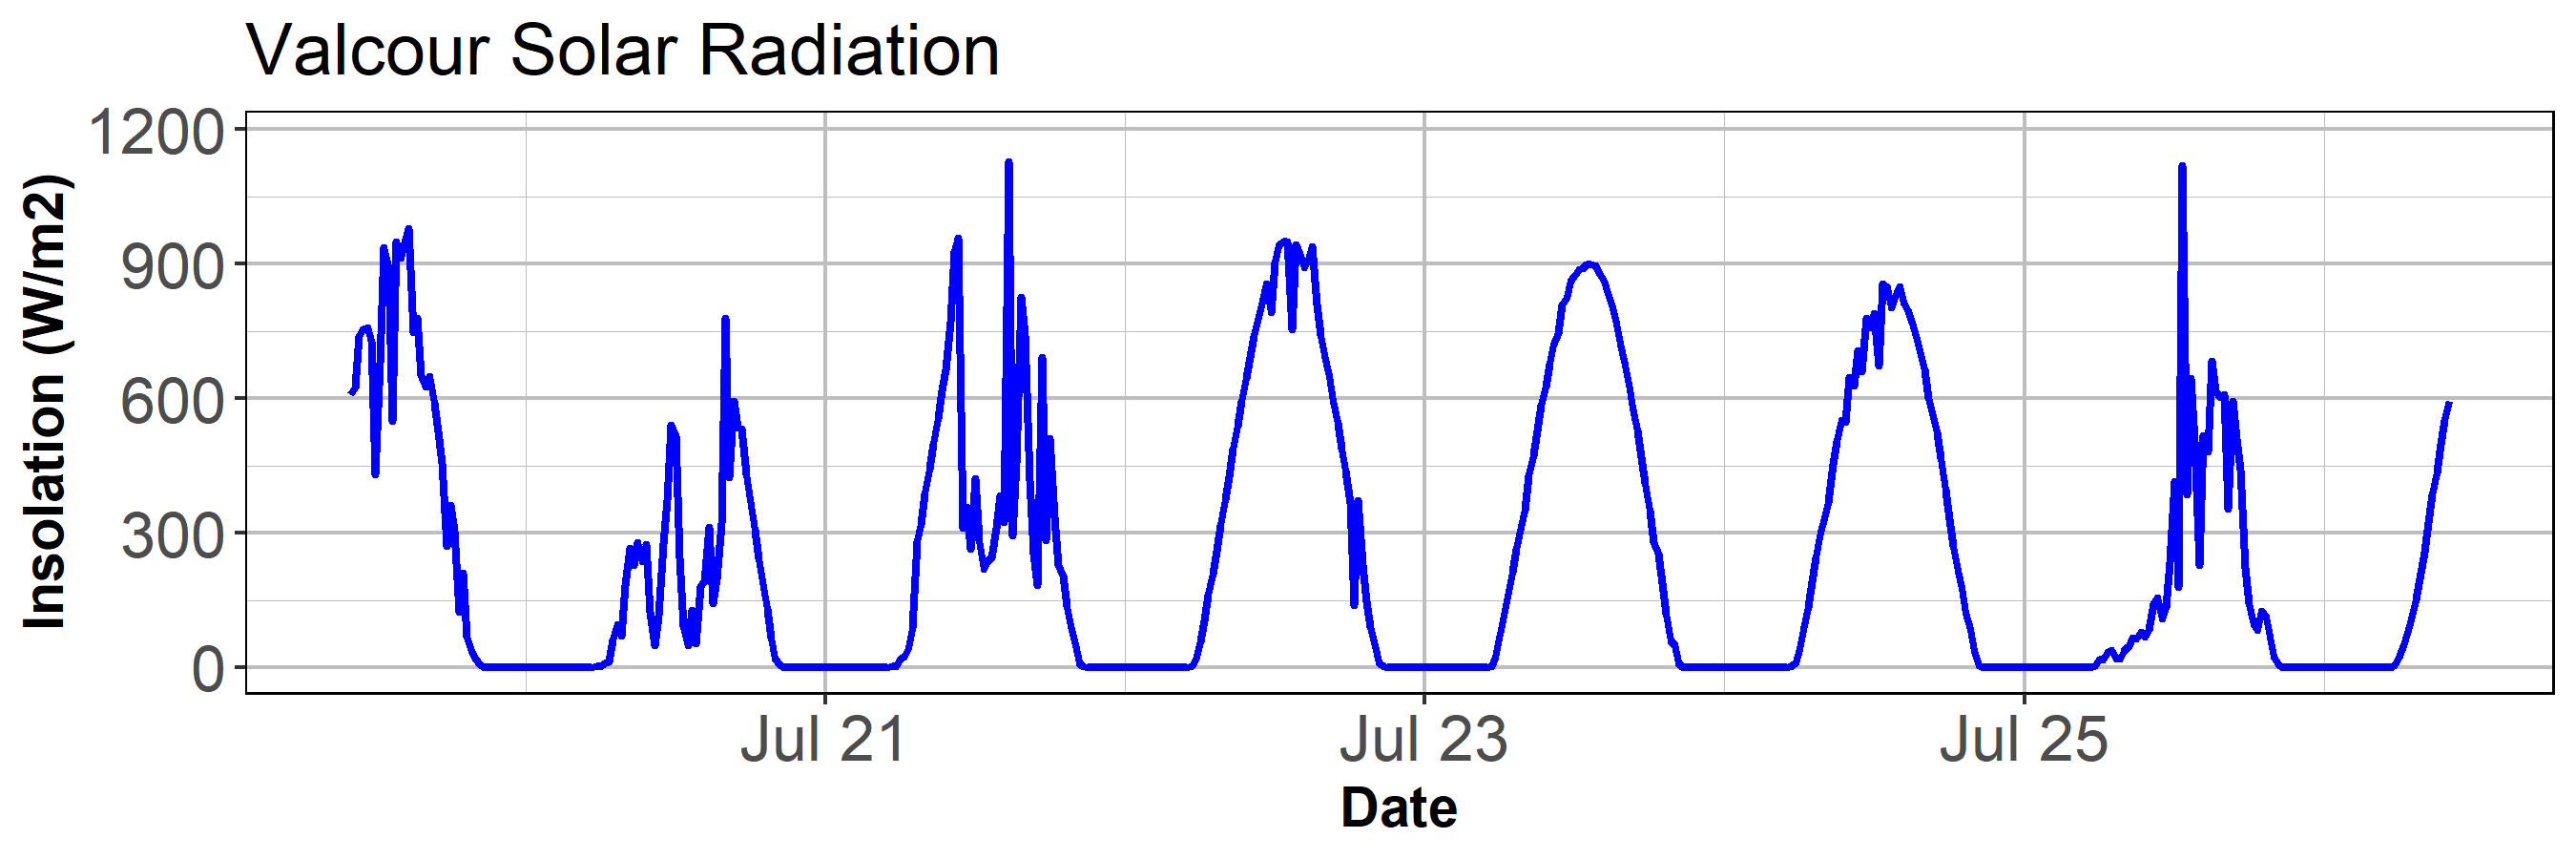 Valcour Solar Radiation
1200
900
600
300
0
Insolation (W/m2)
Jul 21 Jul 23 Jul 25
Date